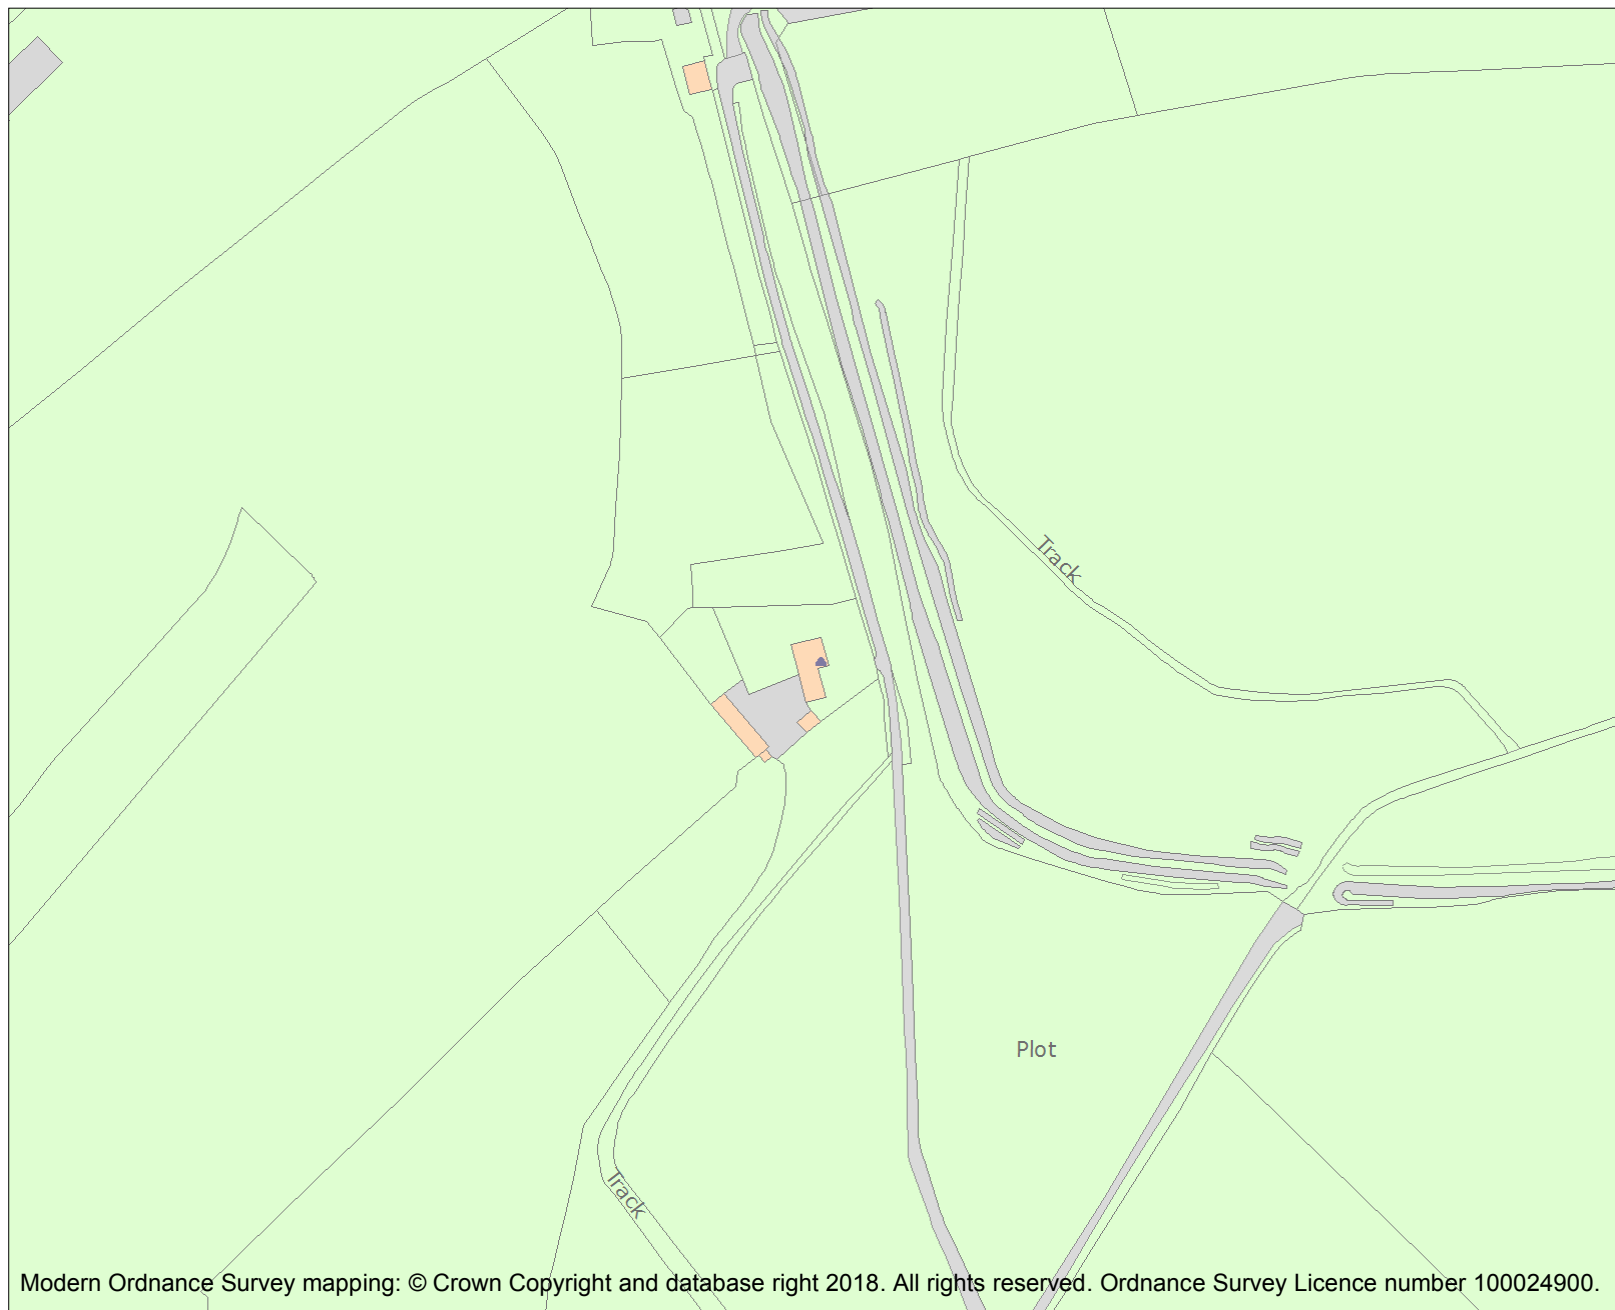 Track
Plot
Track
Modern Ordnance Survey mapping: © Crown Copyright and database right 2018. All rights reserved. Ordnance Survey Licence number 100024900.